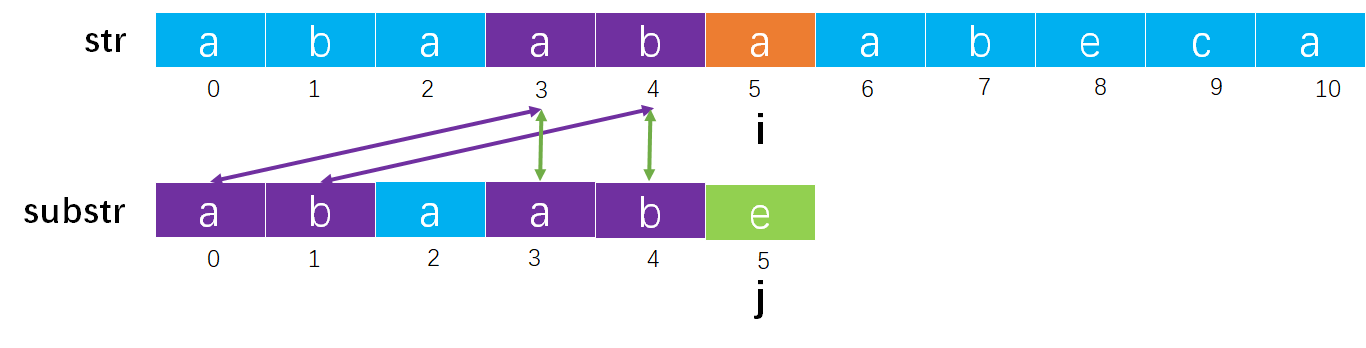 str a b a a b a a b e c a
0 1 2 3 4 5 6 7 8 9 10
i
substr a b a a b e
0 1 2 3 4 5
j